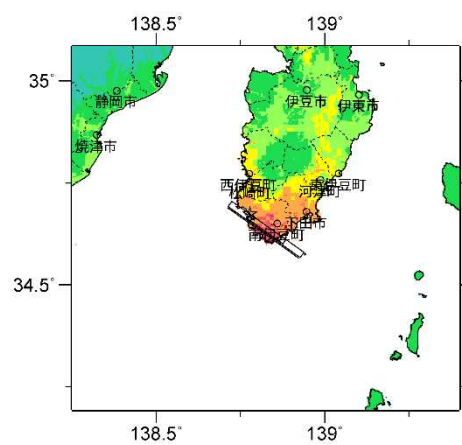 138.5° 139°
35°
静岡市 伊豆市 伊東市
焼津市
西伊豆町 東伊豆町
松崎町 河津町
下田市
南伊豆町
34.5°
138.5° 139°